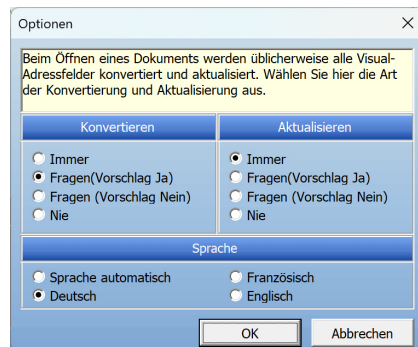 Optionen
Beim Öffnen eines Dokuments werden üblicherweise alle Visual-
Adressfelder konvertiert und aktualisiert. Wählen Sie hier die Art
der Konvertierung und Aktualisierung aus.
Konvertieren
Immer
Fragen(Vorschlag Ja)
Fragen (Vorschlag Nein)
Nie
Aktualisieren
Immer
Fragen(Vorschlag Ja)
Fragen (Vorschlag Nein)
Nie
Sprache
Sprache automatisch
Französisch
Deutsch
Englisch
OK
Abbrechen